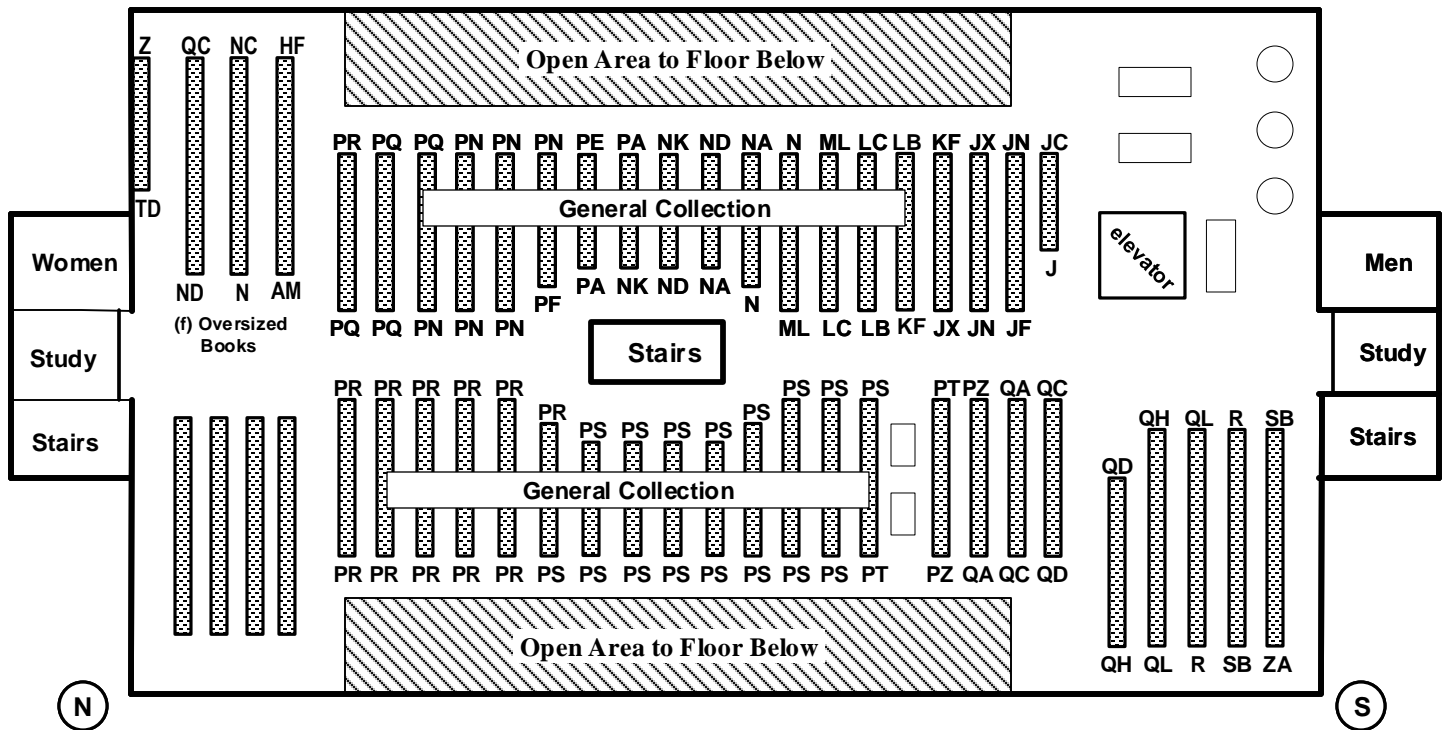 Open Area to Floor Below
Z QC NC HF
TD
ND N AM
(f) Oversized
Books
PR PQ PQ PN PN PN PE PA NK ND NA N ML LC LB KF JX JN JC
General Collection
PQ PQ PN PN PN PF PA NK ND NA N ML LC LB KF JX JN JF J
elevator
Women
Study
Stairs
Stairs
Men
Study
Stairs
PR PR PR PR PR PR PS PS PS PS PS PS PS PS PT PZ QA QC
General Collection
PR PR PR PR PR PS PS PS PS PS PS PS PS PT PZ QA QC QD
QD QH QL R SB
QH QL R SB ZA
Open Area to Floor Below
N
S